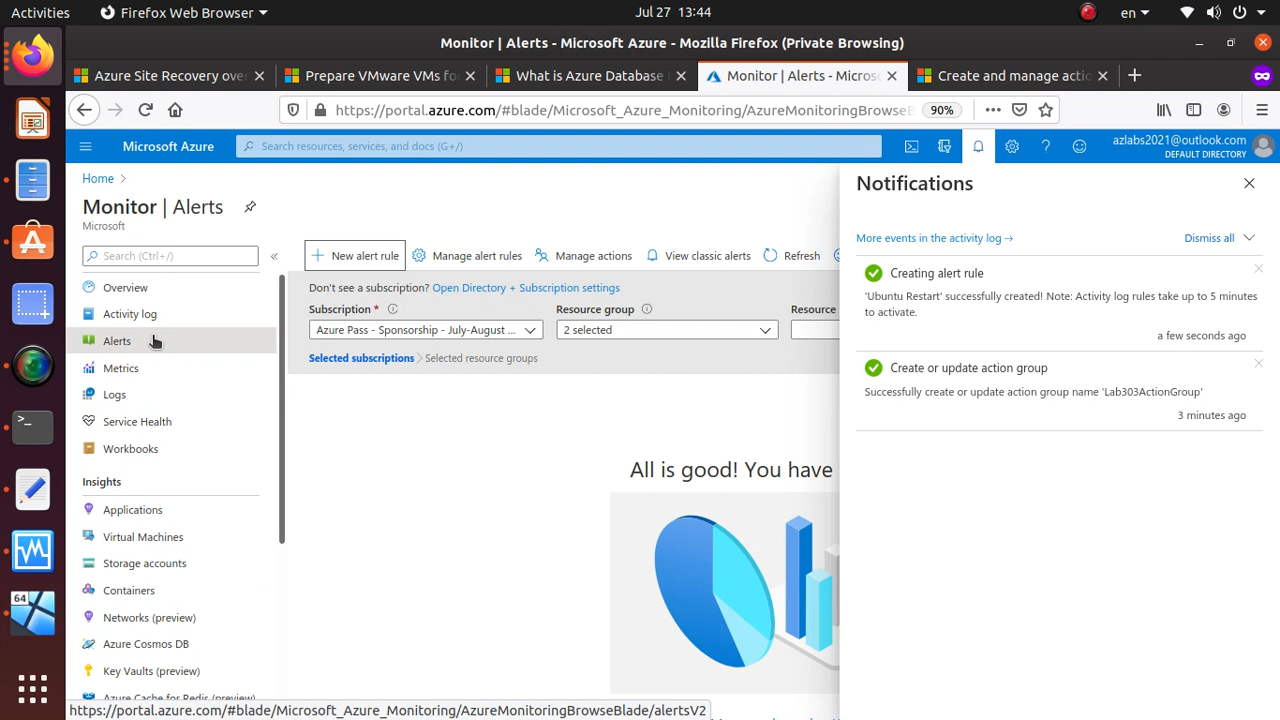 Activities
Firefox Web Browser
Jul 27 13:44
en
Monitor | Alerts - Microsoft Azure - Mozilla Firefox (Private Browsing)
Azure Site Recovery over
Prepare VMware VMs for
What is Azure Database
Monitor | Alerts - Micros
Create and manage actio
https://portal.azure.com/#blade/Microsoft_Azure_Monitoring/AzureMonitoringBrowseB
90%
Microsoft Azure
Search resources, services, and docs (G+/)
azlabs2021@outlook.com
DEFAULT DIRECTORY
Home
Monitor | Alerts
Microsoft
Search (Ctrl+/)
Overview
Activity log
Alerts
Metrics
Logs
Service Health
Workbooks
Insights
Applications
Virtual Machines
Storage accounts
Containers
Networks (preview)
Azure Cosmos DB
Key Vaults (preview)
Azure Cache for Redis (preview)
New alert rule
Manage alert rules
Manage actions
View classic alerts
Refresh
Don't see a subscription? Open Directory + Subscription settings
Subscription *
Resource group
Resource
Azure Pass - Sponsorship - July-August ...
2 selected
Selected subscriptions > Selected resource groups
All is good! You have
Notifications
More events in the activity log →
Dismiss all
Creating alert rule
'Ubuntu Restart' successfully created! Note: Activity log rules take up to 5 minutes
to activate.
a few seconds ago
Create or update action group
Successfully create or update action group name 'Lab303ActionGroup'
3 minutes ago
64
https://portal.azure.com/#blade/Microsoft_Azure_Monitoring/AzureMonitoringBrowseBlade/alertsV2